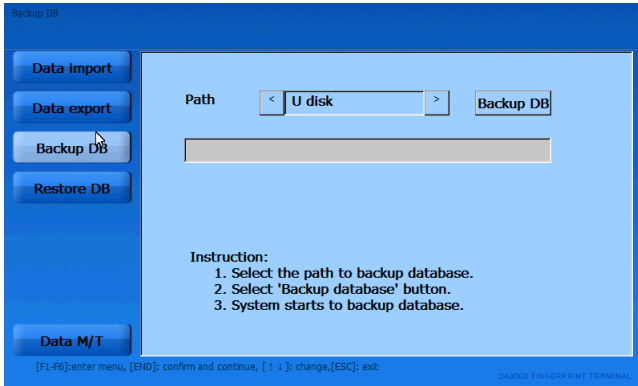 Backup DB
Data import
Data export
Backup DB
Restore DB
Data M/T
Path < U disk > Backup DB
Instruction:
1. Select the path to backup database.
2. Select 'Backup database' button.
3. System starts to backup database.
[F1-F6]:enter menu, [END]: confirm and continue, [ ↑ ↓ ]: change,[ESC]: exit
OA3000 FINGERPRINT TERMINAL